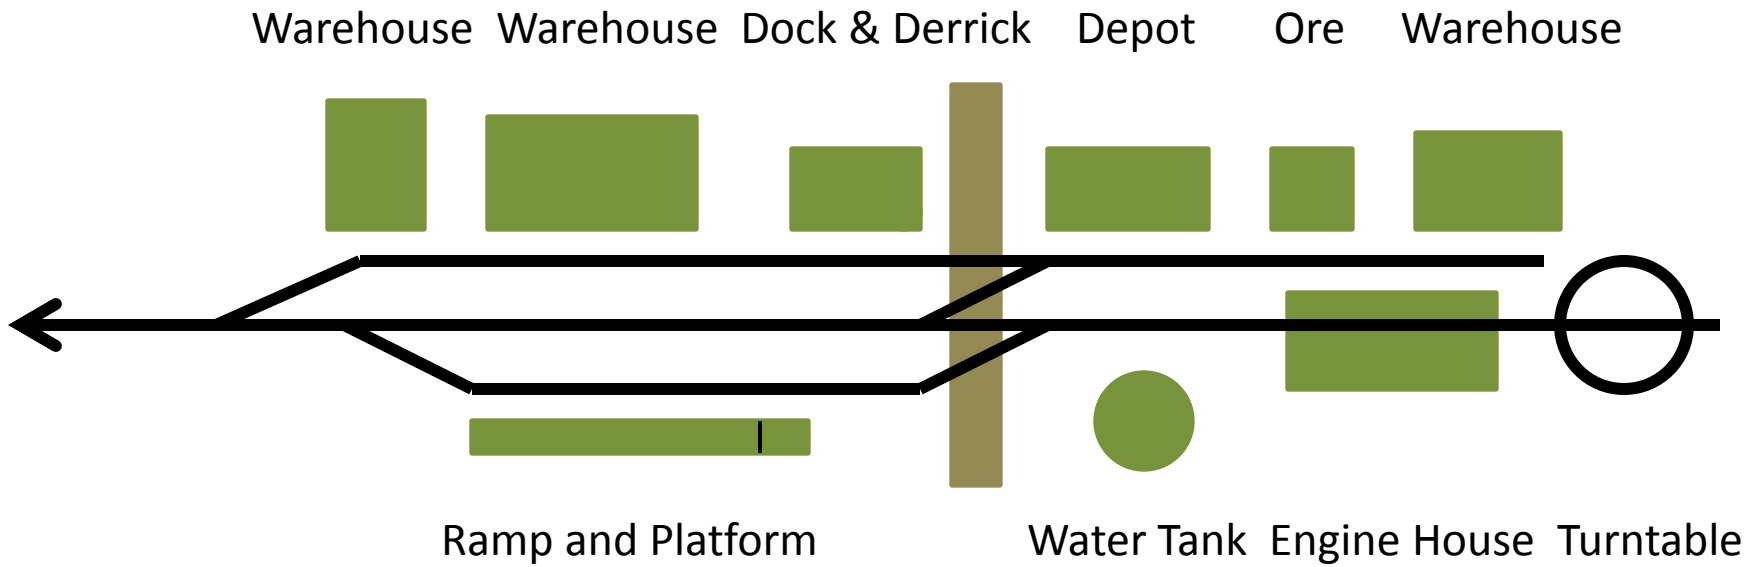 Warehouse Warehouse Dock & Derrick Depot Ore Warehouse
Ramp and Platform Water Tank Engine House Turntable